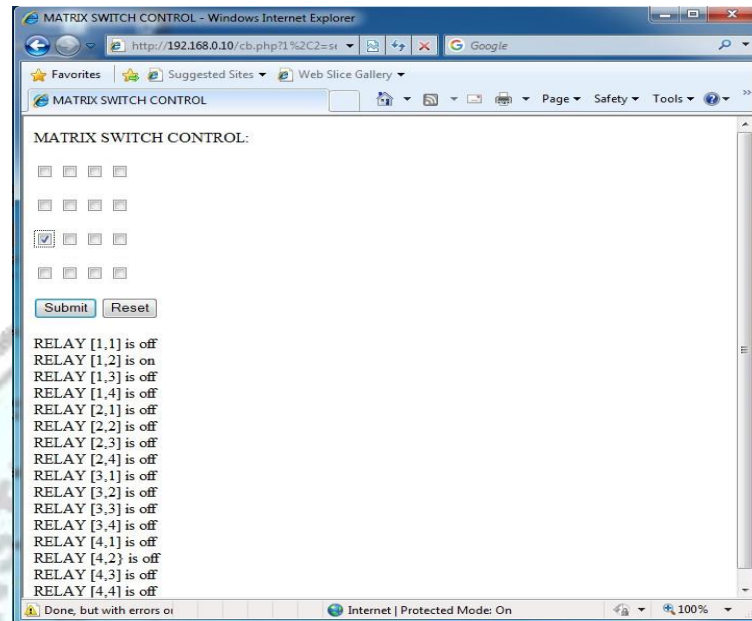 MATRIX SWITCH CONTROL - Windows Internet Explorer
http://192.168.0.10/cb.php?1%2C2=se
Google
Favorites Suggested Sites Web Slice Gallery
MATRIX SWITCH CONTROL Page Safety Tools
MATRIX SWITCH CONTROL:
Submit Reset
RELAY [1,1] is off
RELAY [1,2] is on
RELAY [1,3] is off
RELAY [1,4] is off
RELAY [2,1] is off
RELAY [2,2] is off
RELAY [2,3] is off
RELAY [2,4] is off
RELAY [3,1] is off
RELAY [3,2] is off
RELAY [3,3] is off
RELAY [3,4] is off
RELAY [4,1] is off
RELAY [4,2} is off
RELAY [4,3] is off
RELAY [4,4] is off
Done, but with errors o Internet | Protected Mode: On 100%